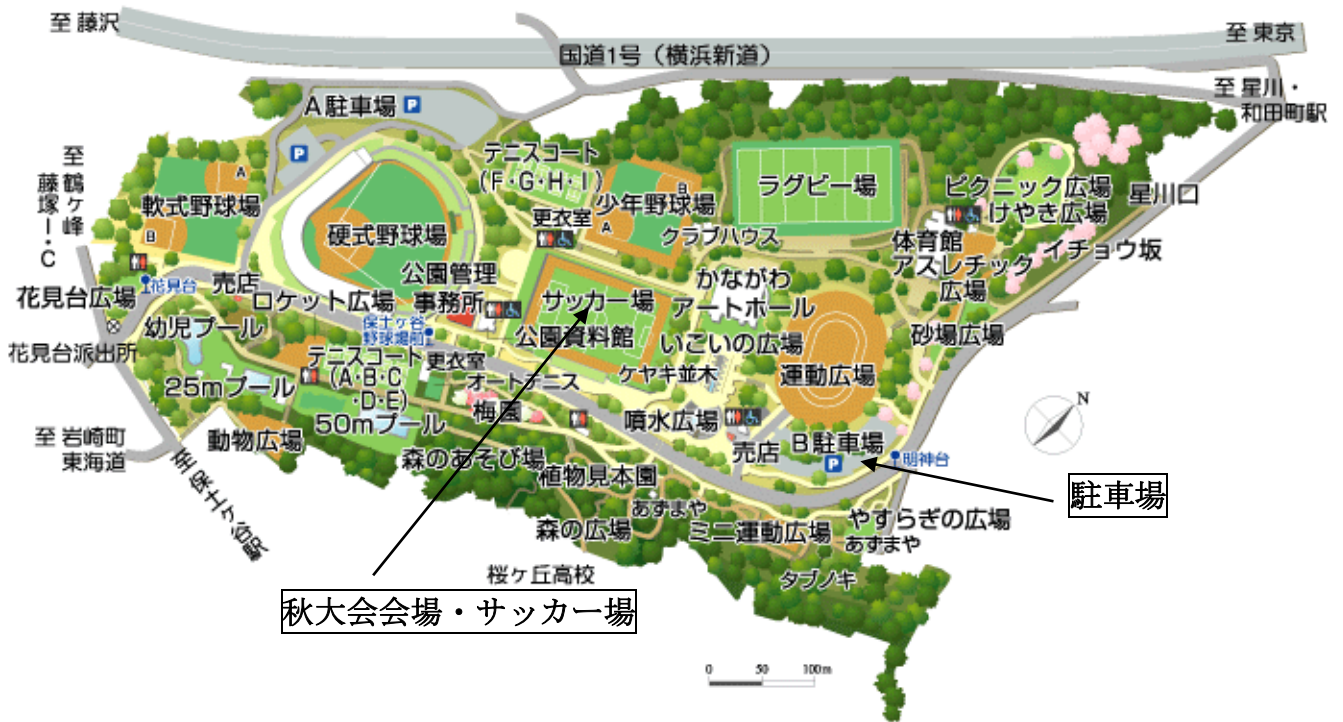 至 藤沢
国道1号（横浜新道）
至 東京
至 星川・
和田町駅
A駐車場 P
P
至鶴ヶ峰
藤塚I・C
軟式野球場
A
B
硬式野球場
テニスコート
(F・G・H・I)
更衣室
少年野球場
B
A
クラブハウス
ラグビー場
ピクニック広場
けやき広場
星川口
体育館
アスレチック
広場
イチョウ坂
砂場広場
花見台
花見台広場
売店
ロケット広場
公園管理
事務所
サッカー場
公園資料館
かながわ
アートホール
いこいの広場
ケヤキ並木
運動広場
花見台派出所
幼児プール
保土ヶ谷
野球場前
25mプール
テニスコート
(A・B・C
・D・E)
更衣室
オートテニス
梅園
50mプール
噴水広場
売店
B駐車場
P
明神台
N
至 岩崎町
東海道
動物広場
至 保土ヶ谷駅
森のあそび場
植物見本園
あずまや
森の広場
ミニ運動広場
やすらぎの広場
あずまや
駐車場
桜ヶ丘高校
タブノキ
秋大会会場・サッカー場
0 50 100m